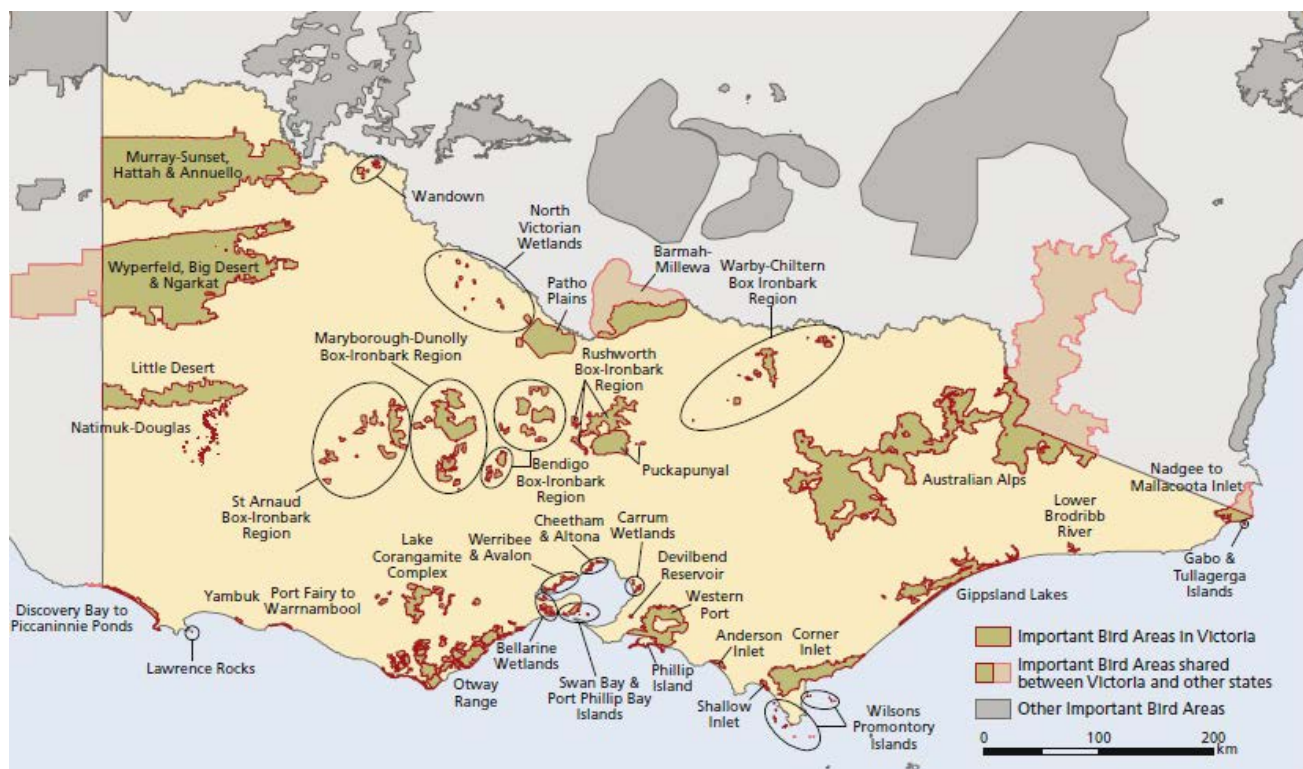 Murray-Sunset,
Hattah & Annuello
Wandown
North
Victorian
Wetlands
Wyperfeld, Big Desert
& Ngarkat
Barmah-
Millewa
Patho
Plains
Warby-Chiltern
Box Ironbark
Region
Maryborough-Dunolly
Box-Ironbark Region
Rushworth
Box-Ironbark
Region
Little Desert
Natimuk-Douglas
Puckapunyal
Bendigo
Box-Ironbark
Region
St Arnaud
Box-Ironbark
Region
Australian Alps
Nadgee to
Mallacoota Inlet
Lower
Brodribb
River
Gabo &
Tullagerga
Islands
Cheetham
& Altona
Carrum
Wetlands
Werribee
& Avalon
Devilbend
Reservoir
Lake
Corangamite
Complex
Western
Port
Gippsland Lakes
Yambuk
Port Fairy to
Warrnambool
Discovery Bay to
Piccaninnie Ponds
Lawrence Rocks
Bellarine
Wetlands
Otway
Range
Swan Bay &
Port Phillip Bay
Islands
Phillip
Island
Anderson
Inlet
Corner
Inlet
Shallow
Inlet
Wilsons
Promontory
Islands
Important Bird Areas in Victoria
Important Bird Areas shared
between Victoria and other states
Other Important Bird Areas
0 100 200
km